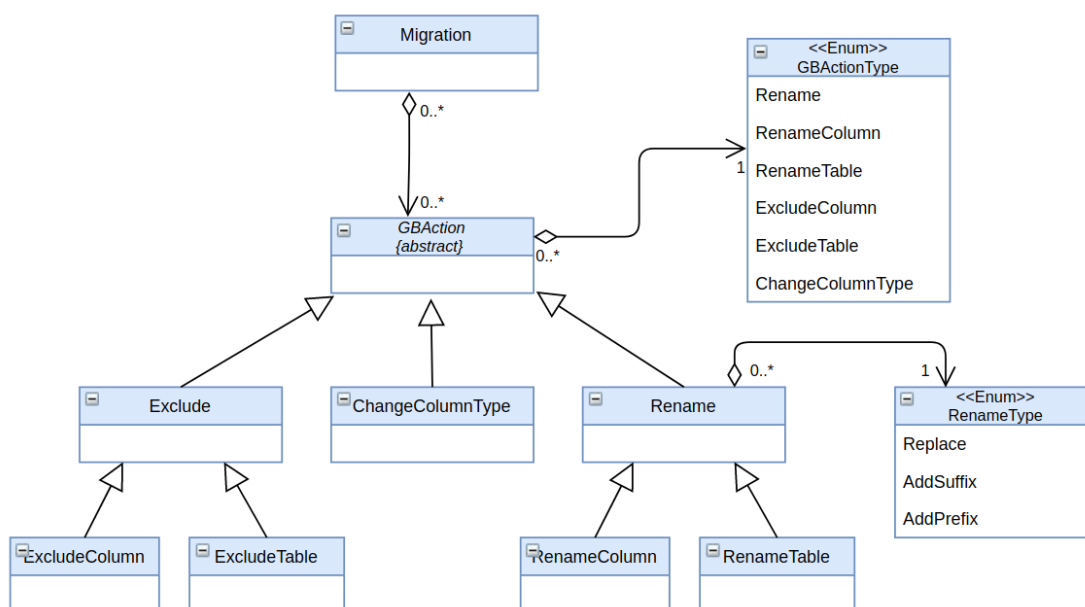 Migration
0..*
0..*
GBAction
{abstract}
0..*
1
<<Enum>>
GBActionType
Rename
RenameColumn
RenameTable
ExcludeColumn
ExcludeTable
ChangeColumnType
Exclude
ChangeColumnType
Rename
0..*
1
<<Enum>>
RenameType
Replace
AddSuffix
AddPrefix
ExcludeColumn
ExcludeTable
RenameColumn
RenameTable